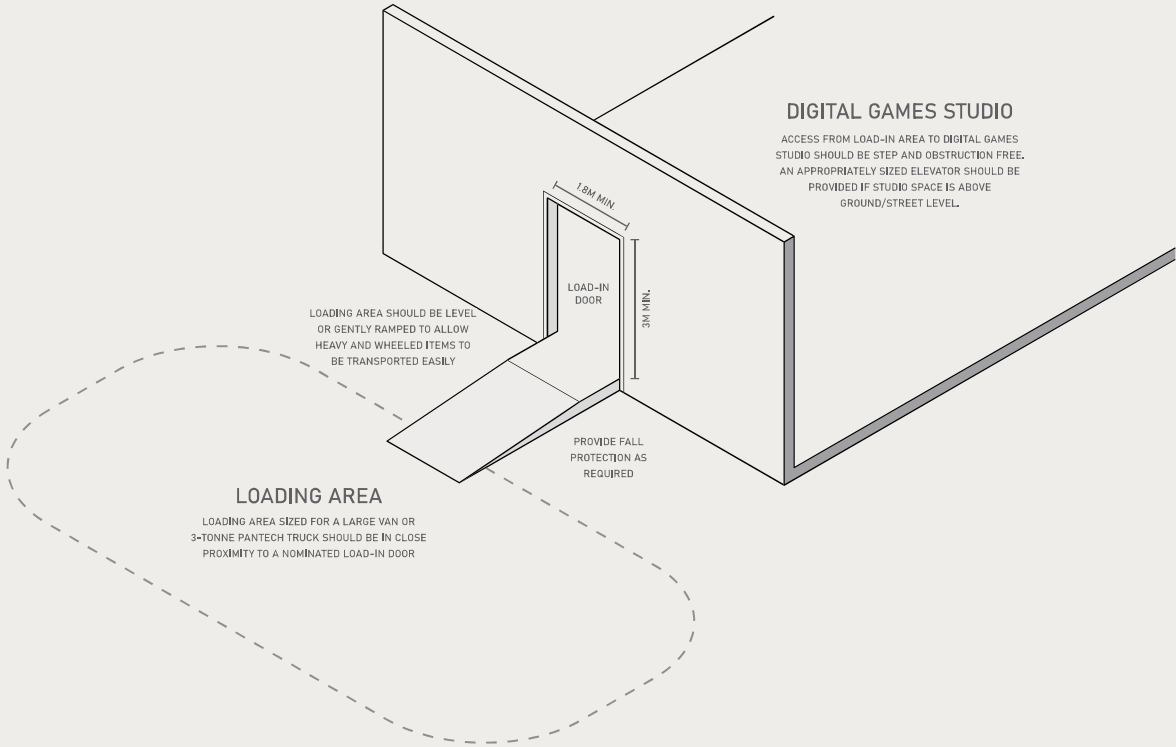 DIGITAL GAMES STUDIO
ACCESS FROM LOAD-IN AREA TO DIGITAL GAMES
STUDIO SHOULD BE STEP AND OBSTRUCTION FREE.
AN APPROPRIATELY SIZED ELEVATOR SHOULD BE
PROVIDED IF STUDIO SPACE IS ABOVE
GROUND/STREET LEVEL.
1.8M MIN.
LOAD-IN
DOOR
3M MIN.
LOADING AREA SHOULD BE LEVEL
OR GENTLY RAMPED TO ALLOW
HEAVY AND WHEELED ITEMS TO
BE TRANSPORTED EASILY
PROVIDE FALL
PROTECTION AS
REQUIRED
LOADING AREA
LOADING AREA SIZED FOR A LARGE VAN OR
3-TONNE PANTECH TRUCK SHOULD BE IN CLOSE
PROXIMITY TO A NOMINATED LOAD-IN DOOR